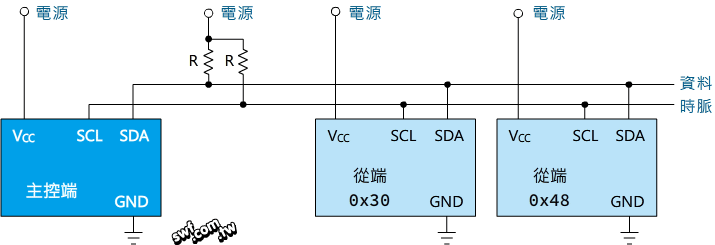 電源 電源 電源 電源
R R
資料
時脈
VCC SCL SDA
主控端
GND
VCC SCL SDA
從端
0x30 GND
VCC SCL SDA
從端
0x48 GND
swf.com.tw